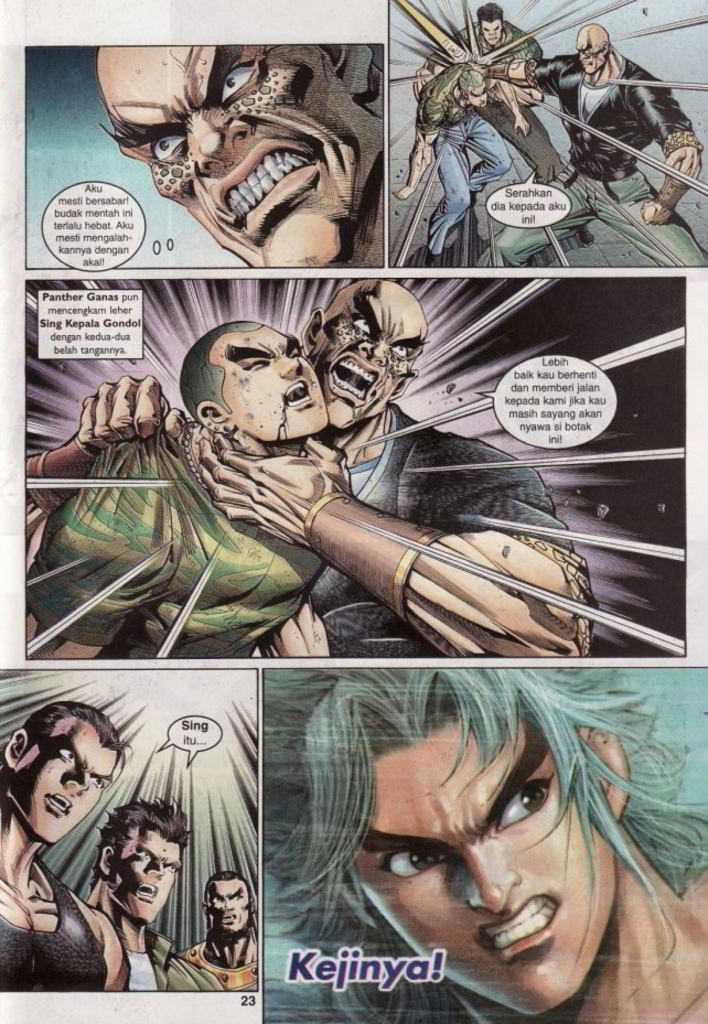 Aku
mesti bersabar!
budak mentah ini
terlalu hebat. Aku
mesti mengalah-
kannya dengan
akal!
Serahkan
dia kepada aku
ini!
Panther Ganas pun
mencengkam leher
Sing Kepala Gondol
dengan kedua-dua
belah tangannya.
Lebih
baik kau berhenti
dan memberi jalan
kepada kami jika kau
masih sayang akan
nyawa si botak
ini!
Sing
itu...
Kejinya!
23